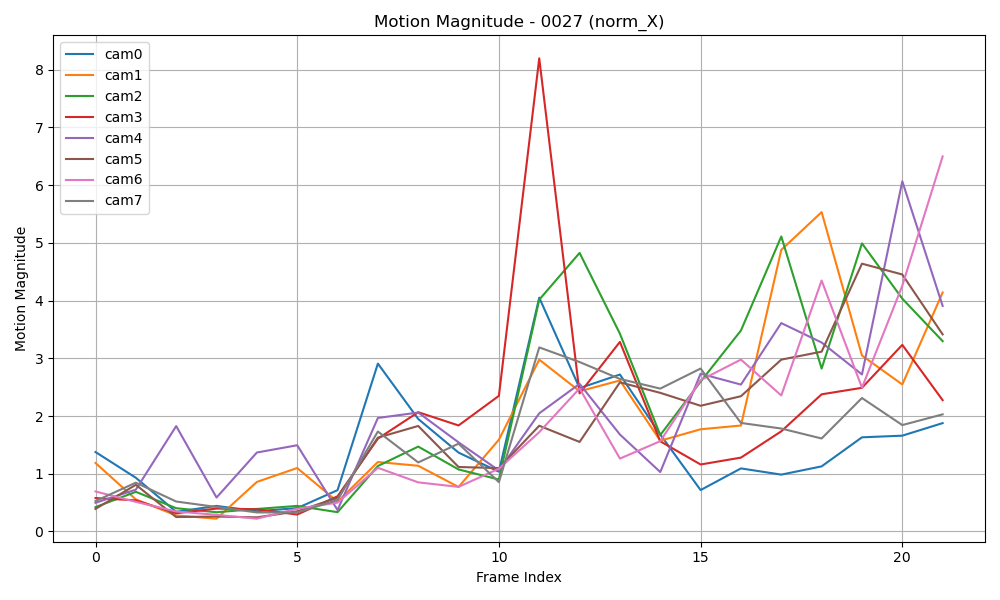 Motion Magnitude - 0027 (norm_X)
cam0
cam1
cam2
cam3
cam4
cam5
cam6
cam7
Motion Magnitude
8
7
6
5
4
3
2
1
0
0 5 10 15 20
Frame Index